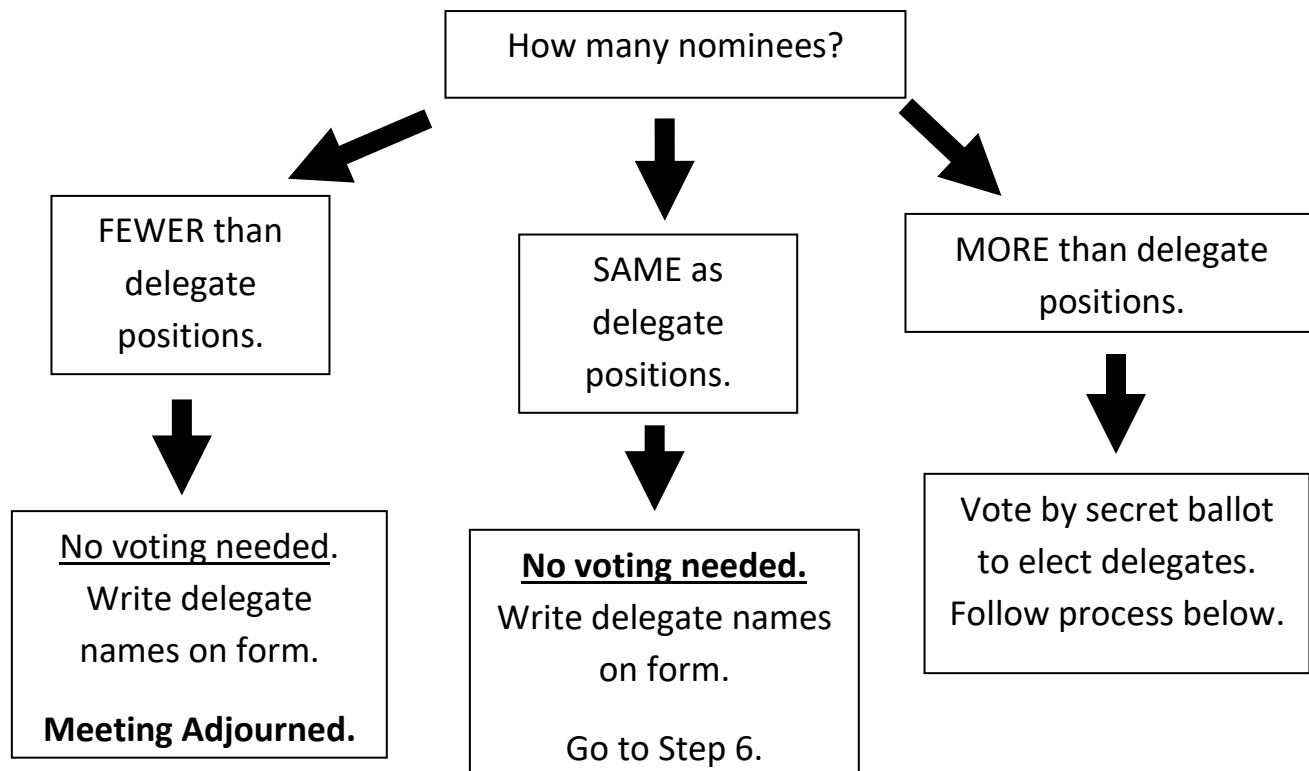 How many nominees?
FEWER than
delegate
positions.
SAME as
delegate
positions.
MORE than delegate
positions.
No voting needed.
Write delegate
names on form.
Meeting Adjourned.
No voting needed.
Write delegate names
on form.
Go to Step 6.
Vote by secret ballot
to elect delegates.
Follow process below.